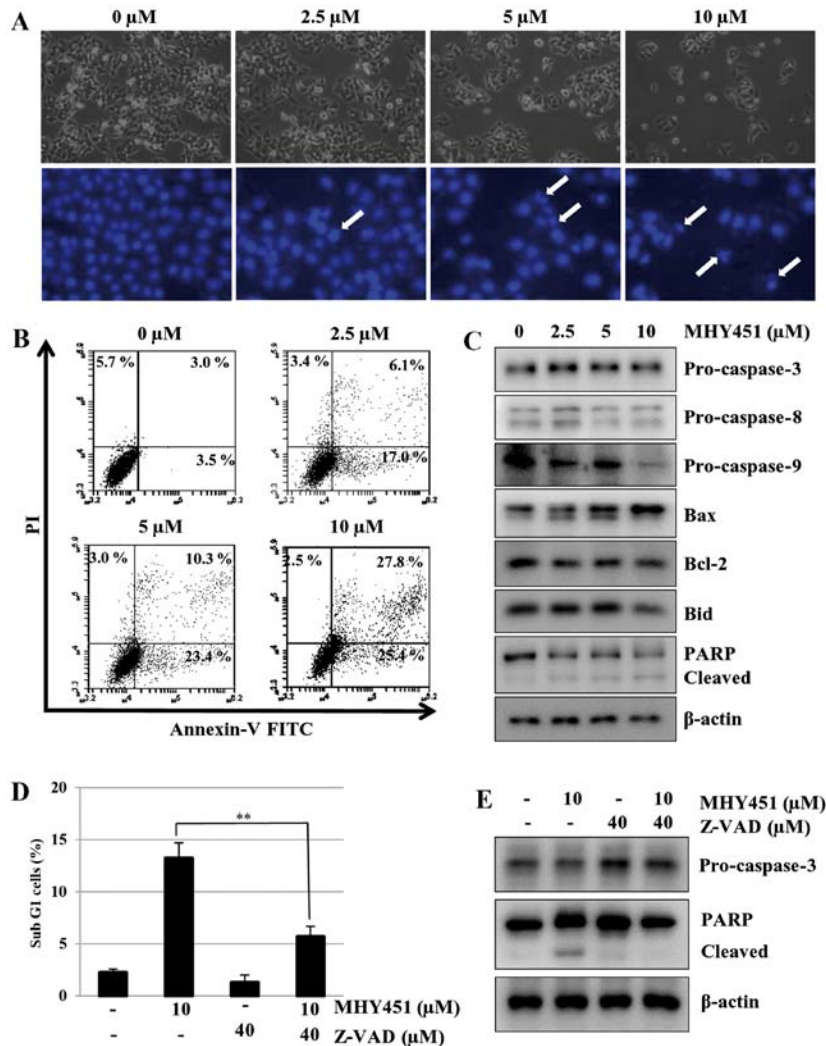 A
0 µM 2.5 µM 5 µM 10 µM
B
0 µM 2.5 µM
5.7 % 3.0 %
3.5 %
3.4 % 6.1%
17.0 %
5 µM 10 µM
3.0 % 10.3 %
23.4 %
2.5 % 27.8 %
25.4 %
PI
Annexin-V FITC
C
0 2.5 5 10 MHY451 (µM)
Pro-caspase-3
Pro-caspase-8
Pro-caspase-9
Bax
Bcl-2
Bid
PARP
Cleaved
β-actin
D
Sub G1 cells (%)
20
15
10
5
0
**
- 10 - 10 MHY451 (µM)
- - 40 40 Z-VAD (µM)
E
- 10 - 10 MHY451 (µM)
- - 40 40 Z-VAD (µM)
Pro-caspase-3
PARP
Cleaved
β-actin